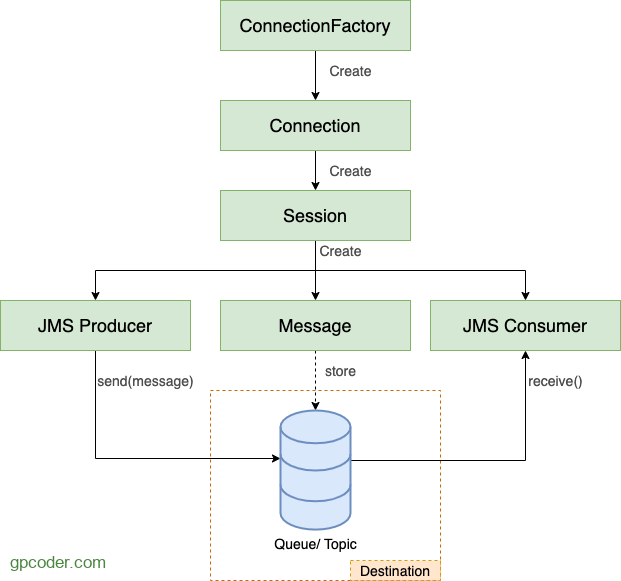 ConnectionFactory
Create
Connection
Create
Session
Create
JMS Producer
Message
JMS Consumer
send(message)
store
receive()
Queue/ Topic
gpcoder.com
Destination